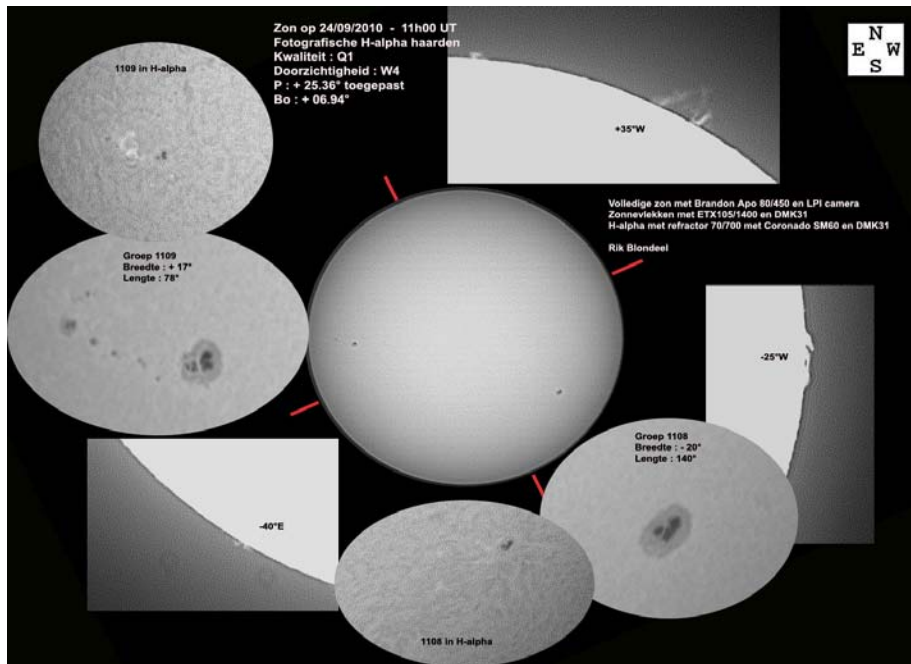 Zon op 24/09/2010 - 11h00 UT
Fotografische H-alpha haarden
Kwaliteit : Q1
Doorzichtigheid : W4
P : + 25.36° toegepast
Bo : + 06.94°
N
E W
S
1109 in H-alpha
+35°W
Volledige zon met Brandon Apo 80/450 en LPI camera
Zonnevlekken met ETX105/1400 en DMK31
H-alpha met refractor 70/700 met Coronado SM60 en DMK31
Rik Blondeel
Groep 1109
Breedte : + 17°
Lengte : 78°
-25°W
Groep 1108
Breedte : - 20°
Lengte : 140°
-40°E
1108 in H-alpha